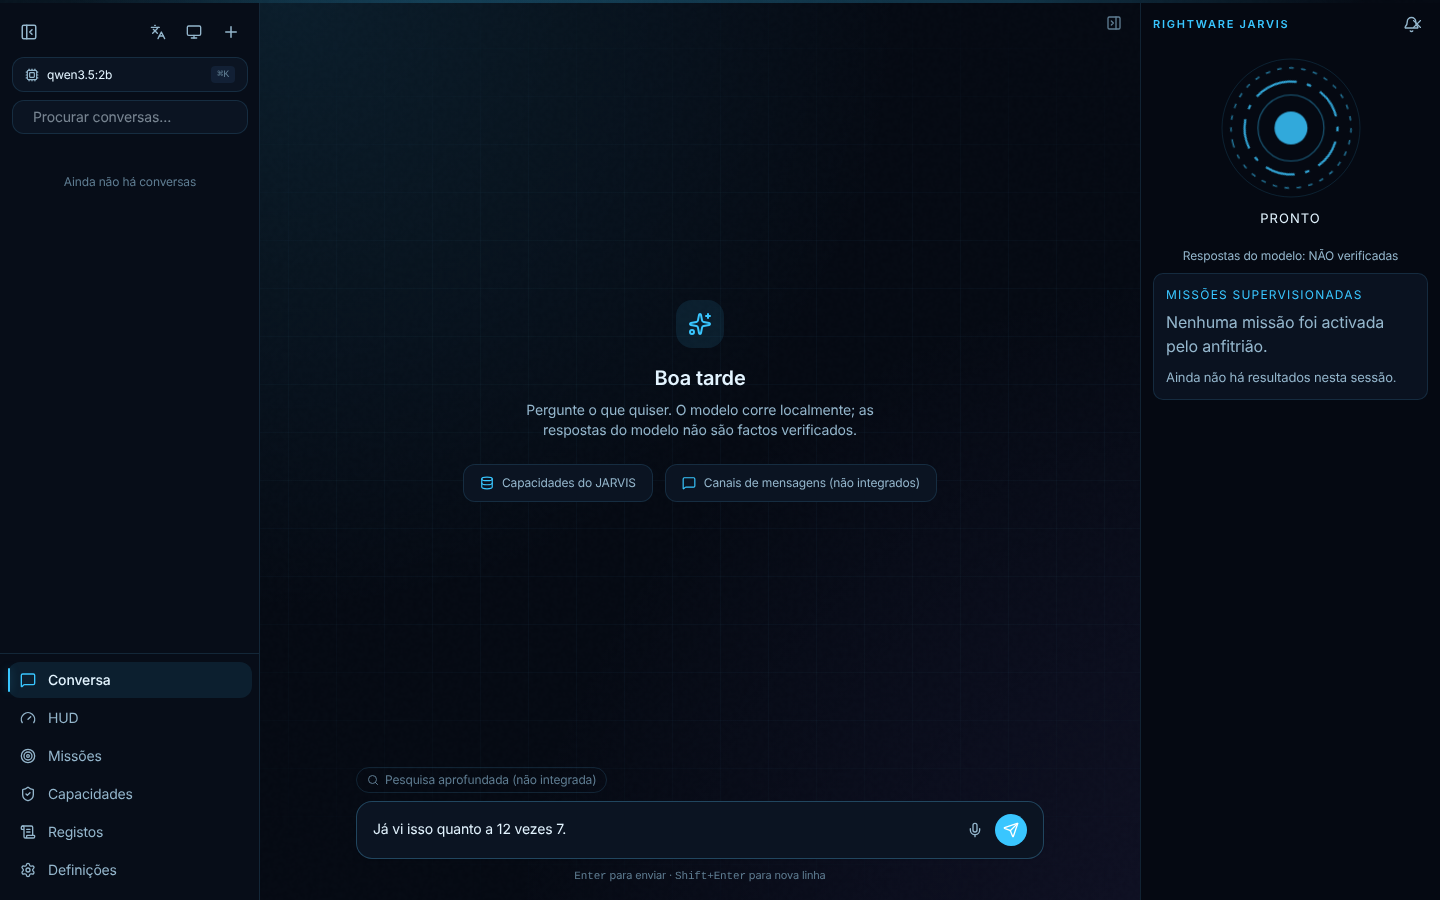 qwen3.5:2b
⌘K
Procurar conversas...
Ainda não há conversas
Conversa
HUD
Missões
Capacidades
Registos
Definições
Boa tarde
Pergunte o que quiser. O modelo corre localmente; as
respostas do modelo não são factos verificados.
Capacidades do JARVIS
Canais de mensagens (não integrados)
Pesquisa aprofundada (não integrada)
Já vi isso quanto a 12 vezes 7.
Enter para enviar · Shift+Enter para nova linha
RIGHTWARE JARVIS
PRONTO
Respostas do modelo: NÃO verificadas
MISSÕES SUPERVISIONADAS
Nenhuma missão foi activada
pelo anfitrião.
Ainda não há resultados nesta sessão.